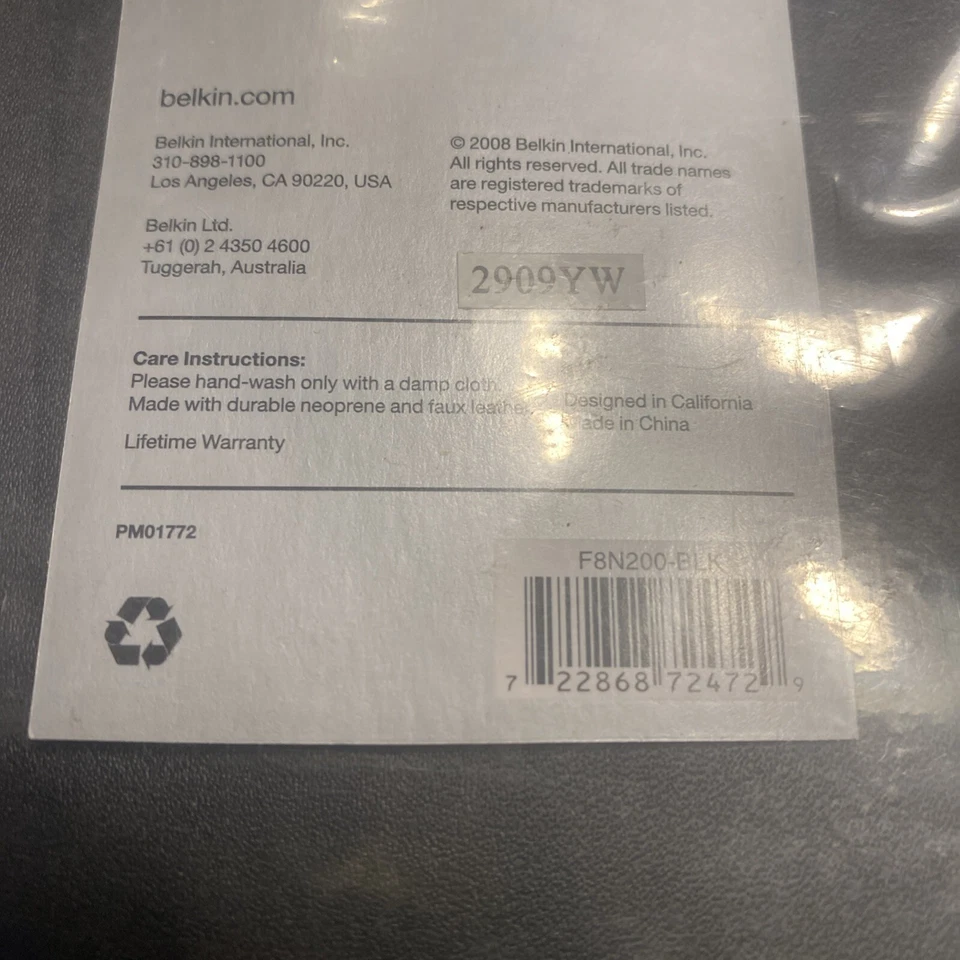 belkin.com
Belkin International, Inc.
310-898-1100
Los Angeles, CA 90220, USA
Belkin Ltd.
+61 (0) 2 4350 4600
Tuggerah, Australia
© 2008 Belkin International, Inc.
All rights reserved. All trade names
are registered trademarks of
respective manufacturers listed.
2909YW
Care Instructions:
Please hand-wash only with a damp cloth.
Made with durable neoprene and faux leather.
Lifetime Warranty
Designed in California
Made in China
PM01772
F8N200-BLK
7 22868 72472 9